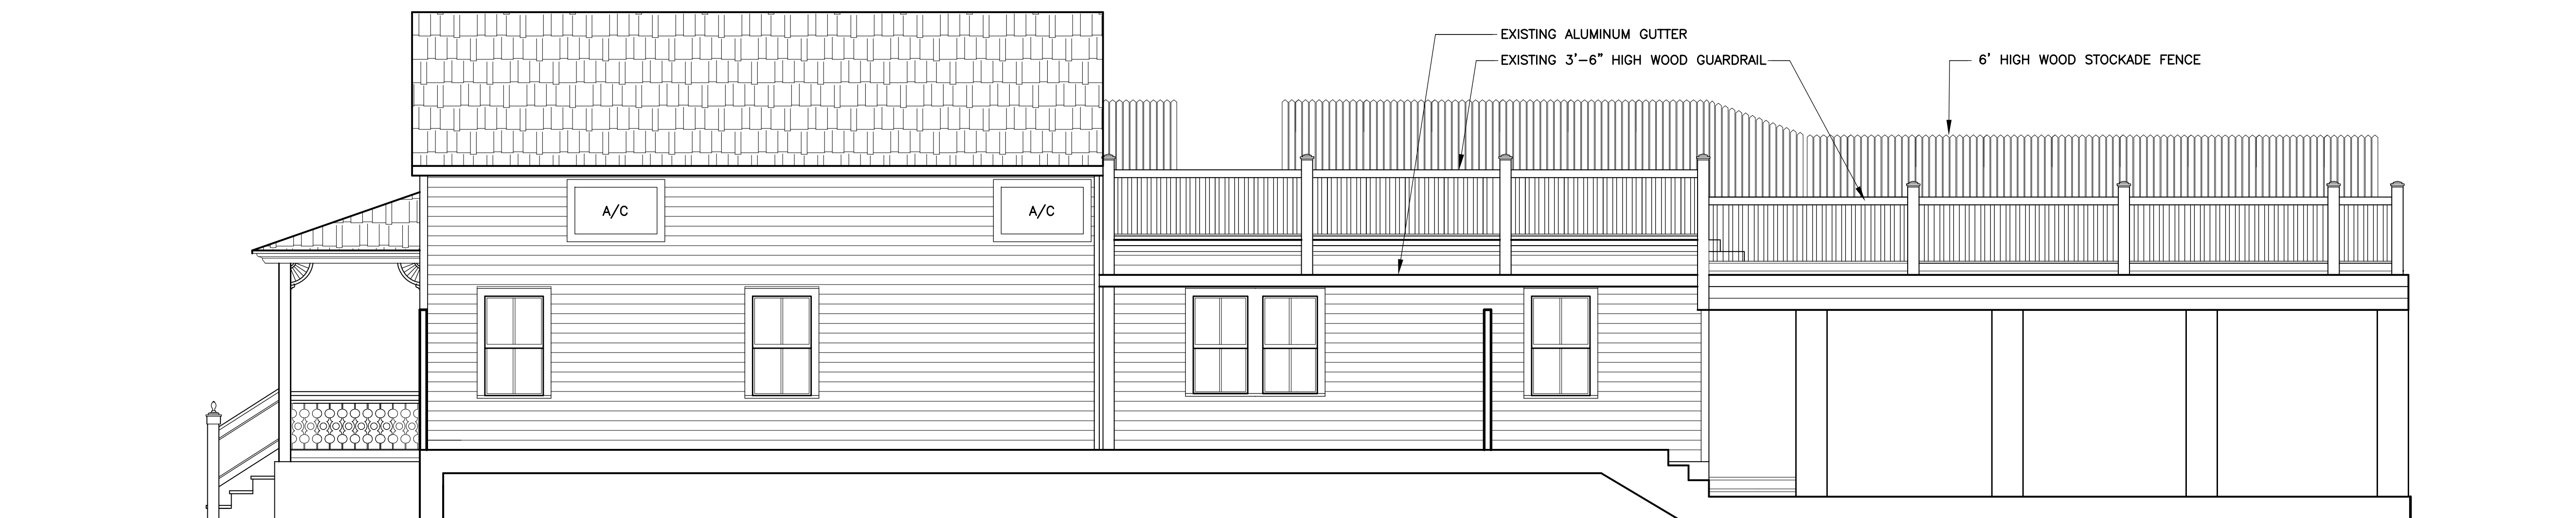 EXISTING ALUMINUM GUTTER
EXISTING 3'-6" HIGH WOOD GUARDRAIL
6' HIGH WOOD STOCKADE FENCE
A/C
A/C